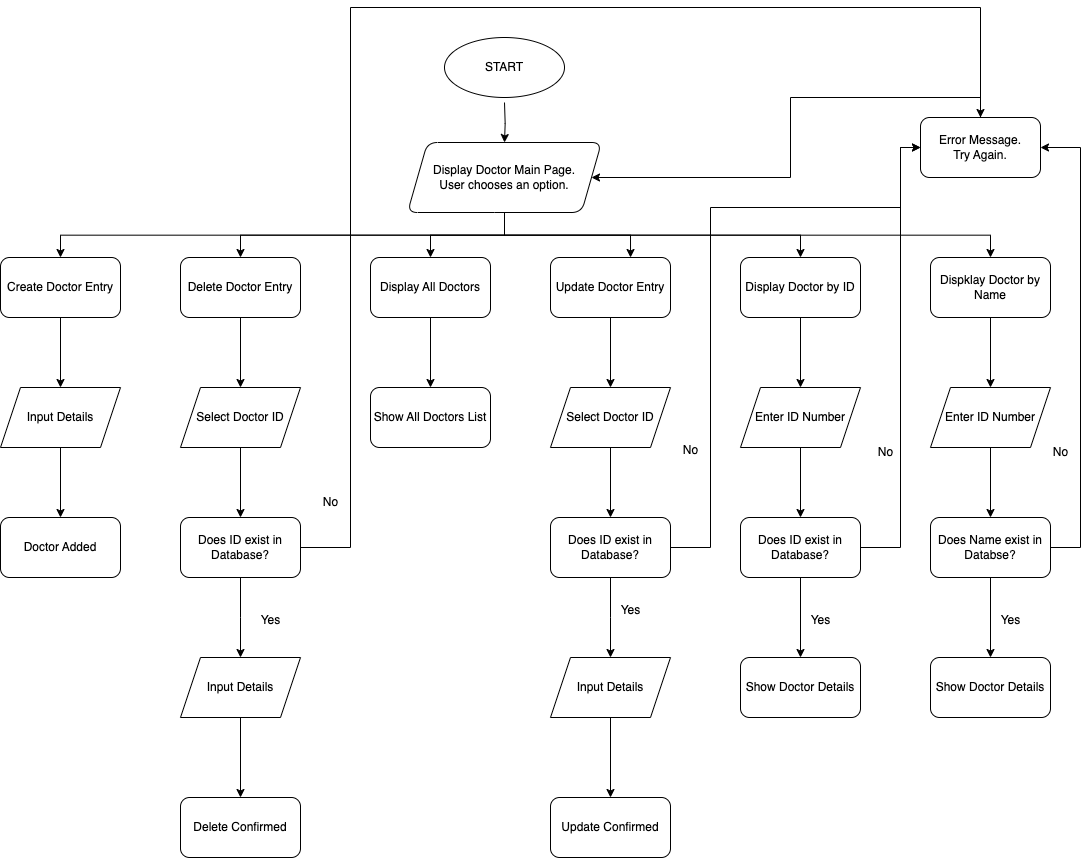 START
Error Message.
Try Again.
Display Doctor Main Page.
User chooses an option.
Create Doctor Entry
Delete Doctor Entry
Display All Doctors
Update Doctor Entry
Display Doctor by ID
Dispklay Doctor by
Name
Input Details
Select Doctor ID
Show All Doctors List
Select Doctor ID
Enter ID Number
Enter ID Number
No
No
No
No
Doctor Added
Does ID exist in
Database?
Does ID exist in
Database?
Does ID exist in
Database?
Does Name exist in
Databse?
Yes
Yes
Yes
Yes
Input Details
Input Details
Show Doctor Details
Show Doctor Details
Delete Confirmed
Update Confirmed